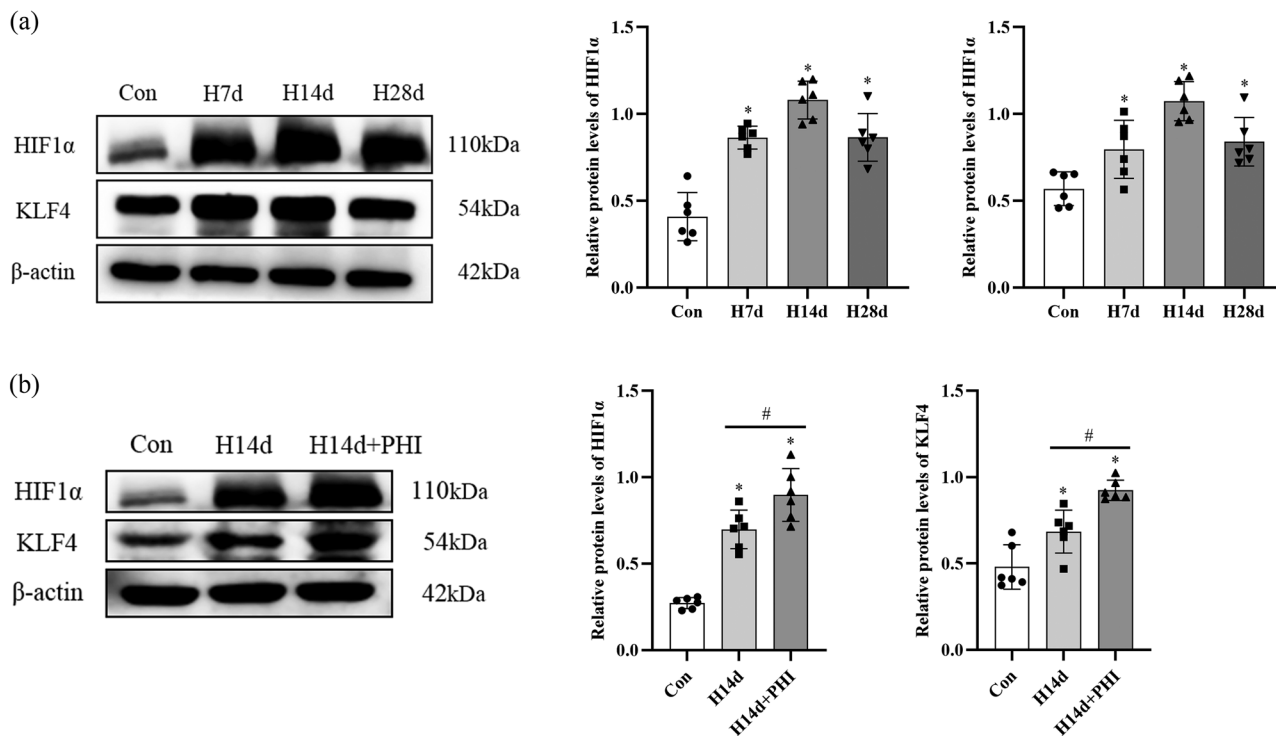 (a)
Con H7d H14d H28d
HIF1α 110kDa
KLF4 54kDa
β-actin 42kDa
Relative protein levels of HIF1α
1.5
1.0
0.5
0.0
* * *
Con H7d H14d H28d
Relative protein levels of HIF1α
1.5
1.0
0.5
0.0
* * *
Con H7d H14d H28d
(b)
Con H14d H14d+PHI
HIF1α 110kDa
KLF4 54kDa
β-actin 42kDa
Relative protein levels of HIF1α
1.5
1.0
0.5
0.0
#
* *
Con H14d H14d+PHI
Relative protein levels of KLF4
1.5
1.0
0.5
0.0
#
* *
Con H14d H14d+PHI